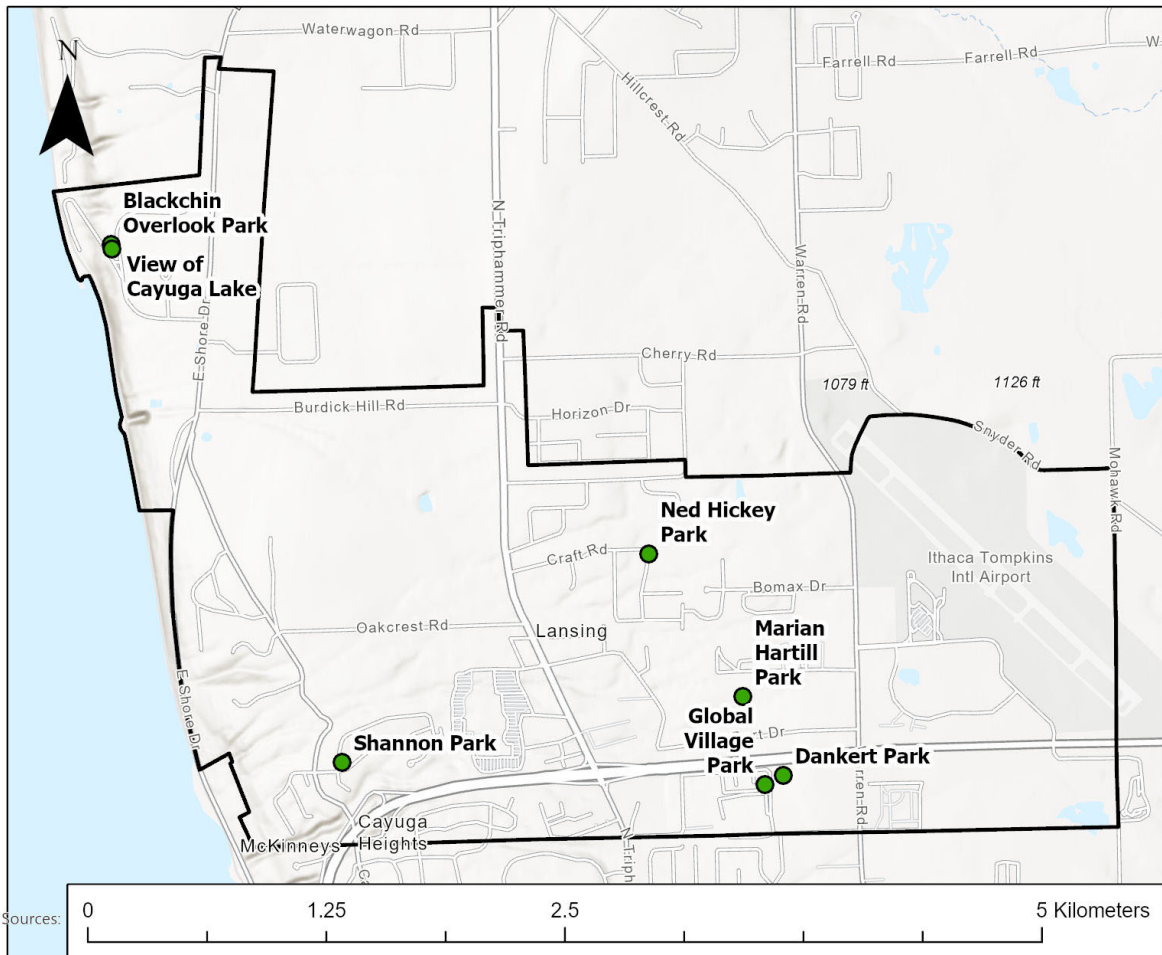 Waterwagon Rd
Farrell Rd
Farrell Rd
W
N
Hillcrest Rd
Blackchin
Overlook Park
View of
Cayuga Lake
N Triphammer Rd
Warren Rd
E Shore Dr
Cherry Rd
1079 ft
1126 ft
Burdick Hill Rd
Horizon Dr
Snyder Rd
Mohawk Rd
Ned Hickey
Park
Craft Rd
Ithaca Tompkins
Intl Airport
Bomax Dr
Oakcrest Rd
Lansing
Marian
Hartill
Park
E Shore Dr
Global
Village
Park
rt Dr
Shannon Park
Dankert Park
rren Rd
Cayuga
Heights
McKinneys
N Triph
Ca
Sources:
0
1.25
2.5
5 Kilometers